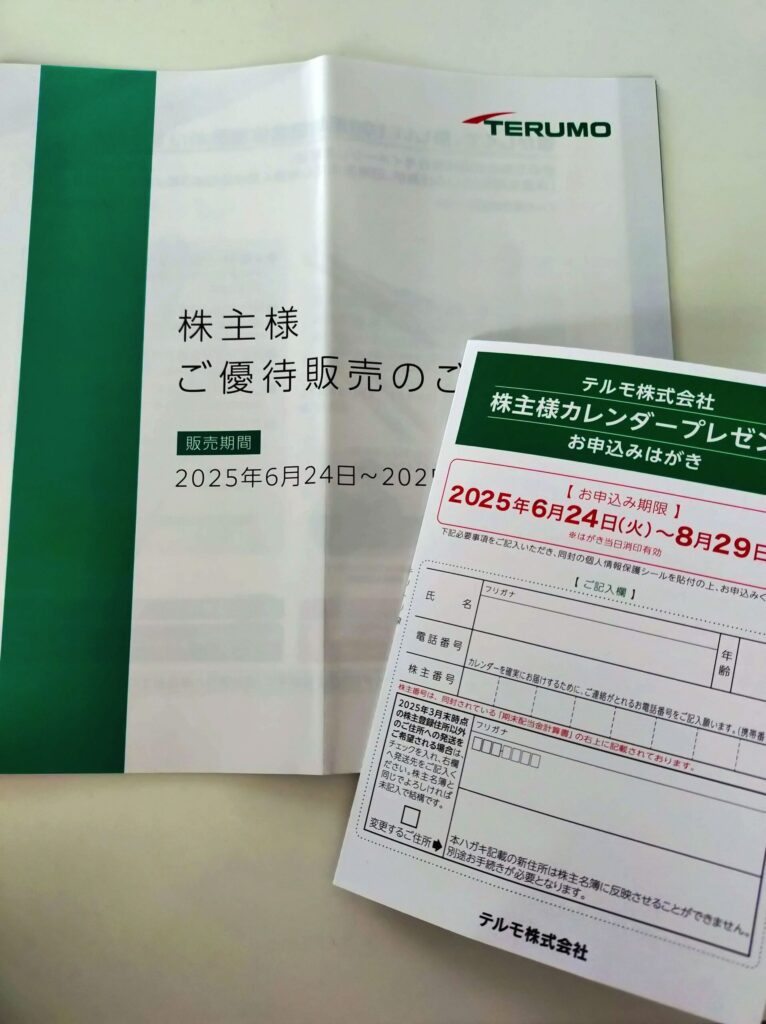 TERUMO
株主様
ご優待販売のご
販売期間
2025年6月24日～202
テルモ株式会社
株主様カレンダープレゼン
お申込みはがき
【お申込み期限】
2025年6月24日(火)～8月29日
※はがき当日消印有効
下記必要事項をご記入いただき、同封の個人情報保護シールを貼付の上、お申込みく
【ご記入欄】
フリガナ
氏 名
年齢
電話番号
カレンダーを確実にお届けするために、ご連絡がとれるお電話番号をご記入願います。(携帯番
株主番号
株主番号は、同封されている「期末配当金計算書」の右上に記載されております。
2025年3月末時点
の株主登録住所以外
のご住所への発送を
ご希望される場合は、
チェックを入れ、右欄
へ発送先をご記入く
ださい。株主名簿と
同じでよろしければ
未記入で結構です。
変更するご住所
フリガナ
本ハガキ記載の新住所は株主名簿に反映させることができません。
別途お手続きが必要となります。
テルモ株式会社